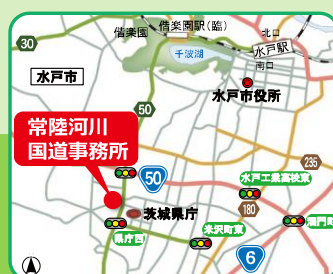 偕楽園
偕楽園駅(臨)
北口
水戸駅
南口
30
千波湖
水戸市
水戸市役所
50
常陸河川
国道事務所
50
235
水戸工業高校東
茨城県庁
180
県庁西
米沢町東
6